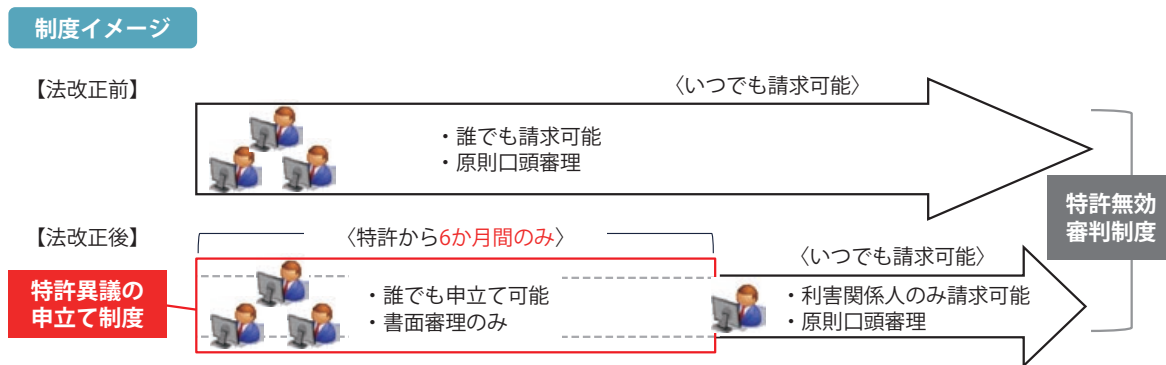 制度イメージ
【法改正前】
〈いつでも請求可能〉
・誰でも請求可能
・原則口頭審理
特許無効
審判制度
【法改正後】
〈特許から6か月間のみ〉
〈いつでも請求可能〉
特許異議の
申立て制度
・誰でも申立て可能
・書面審理のみ
・利害関係人のみ請求可能
・原則口頭審理